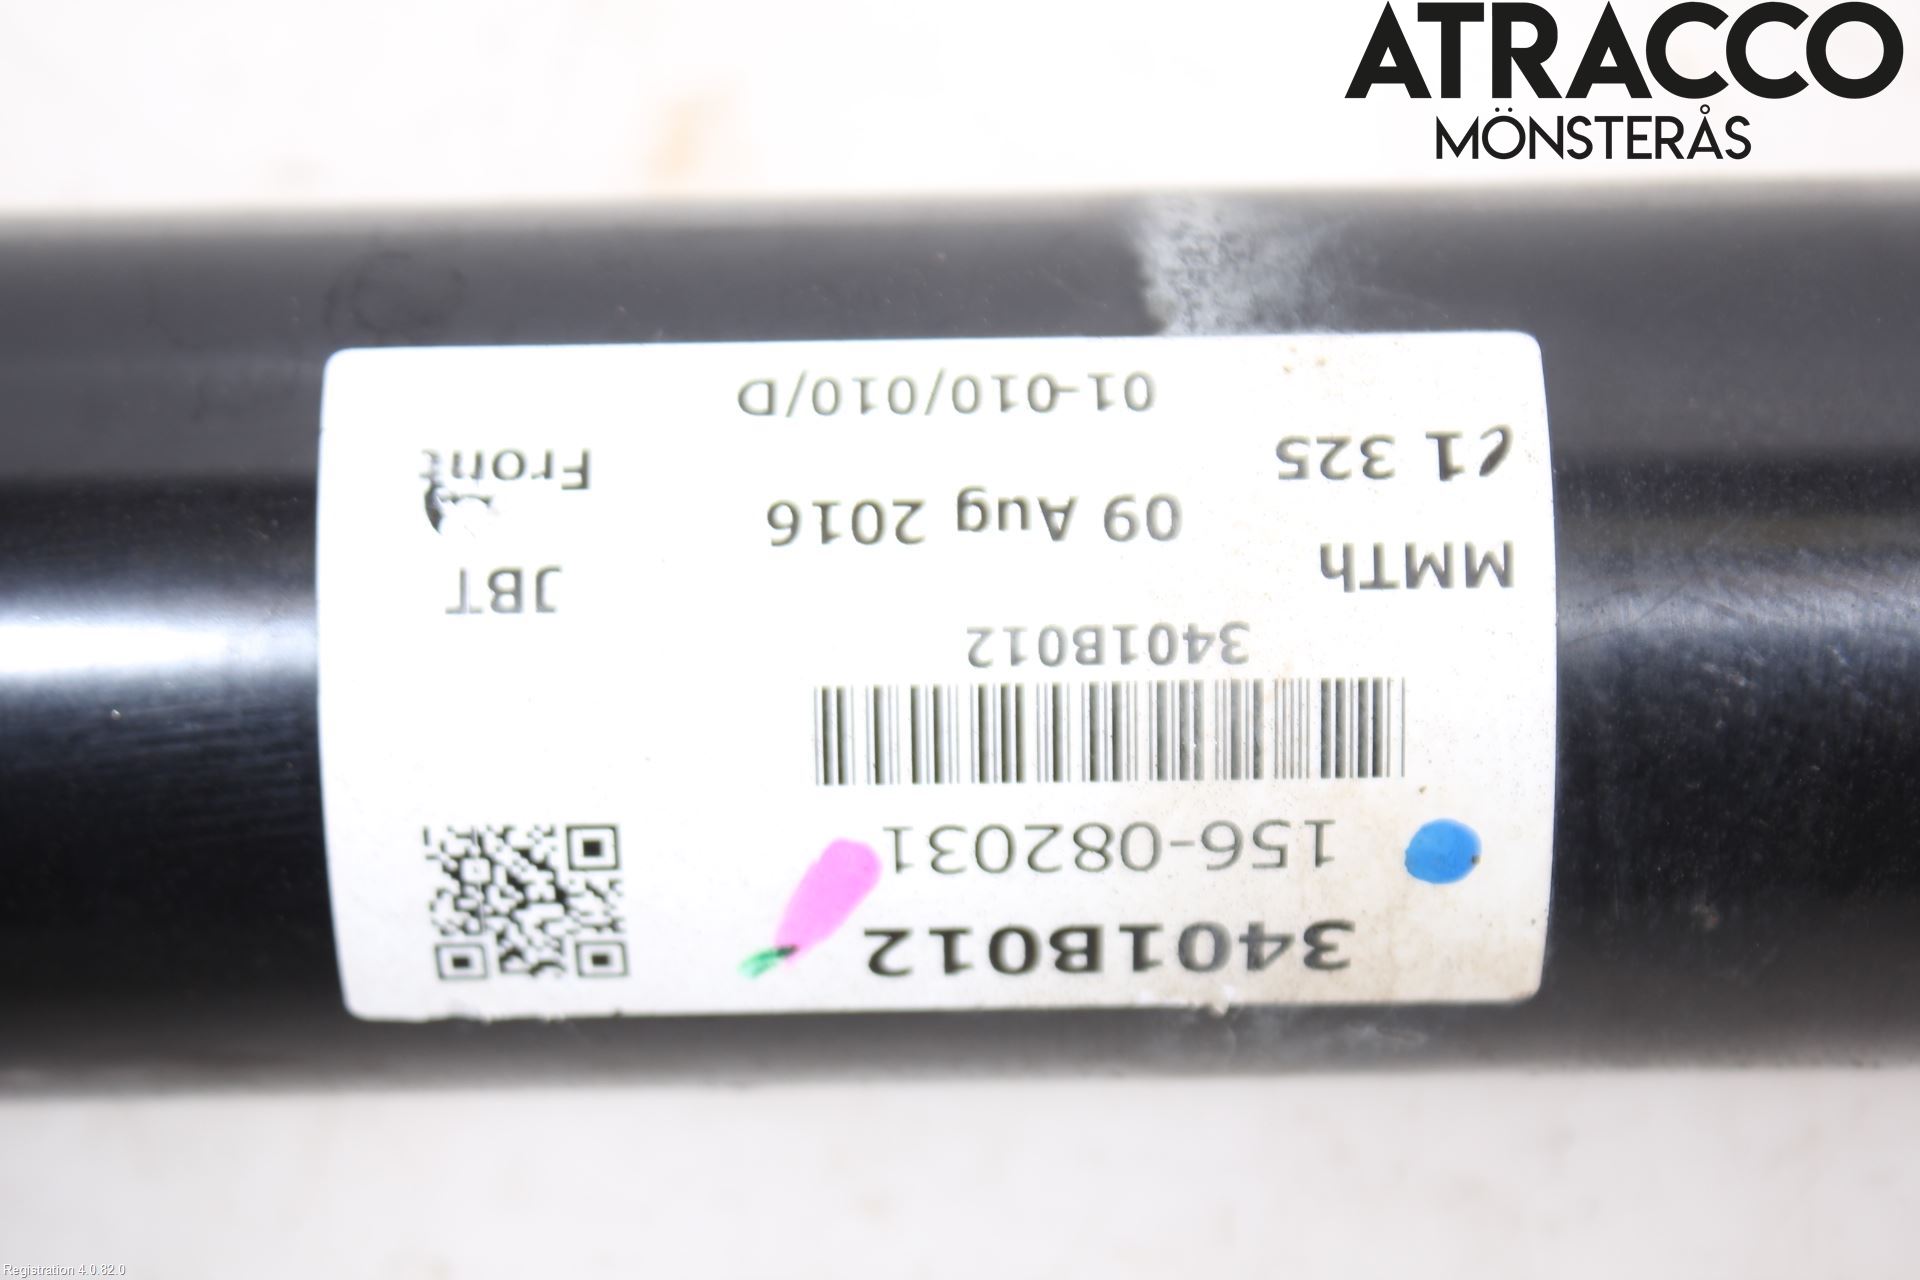 ATRACCO
MÖNSTERÅS
3401B012
156-082031
3401B012
MMTh
JBT
09 Aug 2016
1 325
Front
01-010/010/D
Registration 4.0.82.0